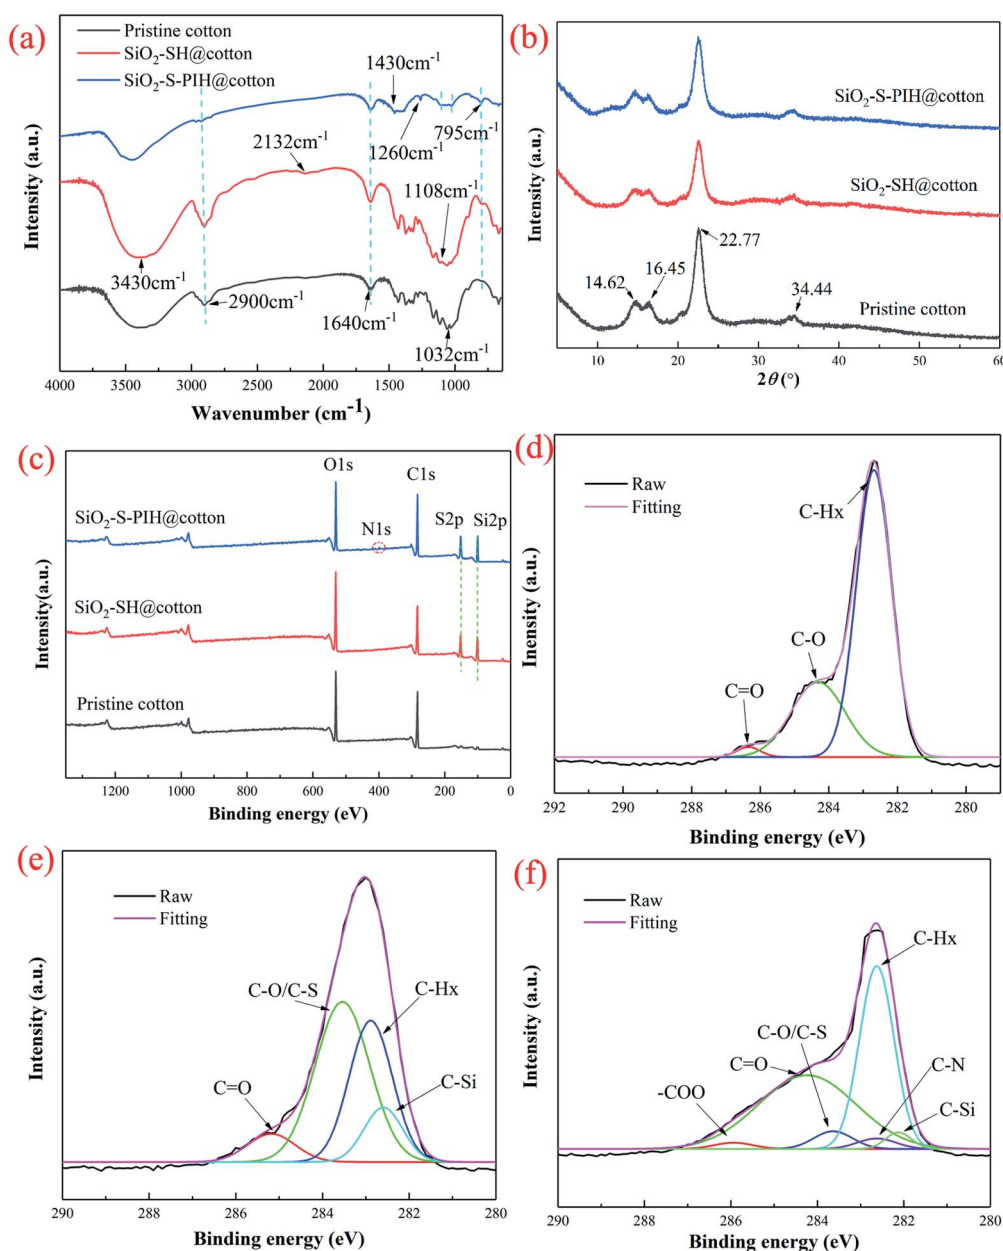 (a)
Pristine cotton
SiO₂-SH@cotton
SiO₂-S-PIH@cotton
1430cm⁻¹
2132cm⁻¹
1260cm⁻¹
795cm⁻¹
1108cm⁻¹
3430cm⁻¹
2900cm⁻¹
1640cm⁻¹
1032cm⁻¹
Intensity (a.u.)
4000 3500 3000 2500 2000 1500 1000
Wavenumber (cm⁻¹)
(b)
SiO₂-S-PIH@cotton
SiO₂-SH@cotton
22.77
14.62
16.45
34.44
Pristine cotton
Intensity (a.u.)
10 20 30 40 50 60
2θ (°)
(c)
O1s
C1s
SiO₂-S-PIH@cotton
N1s
S2p
Si2p
SiO₂-SH@cotton
Pristine cotton
Intensity(a.u.)
1200 1000 800 600 400 200 0
Binding energy (eV)
(d)
Raw
Fitting
C-Hx
C-O
C=O
Inensity (a.u.)
292 290 288 286 284 282 280
Binding energy (eV)
(e)
Raw
Fitting
C-O/C-S
C-Hx
C=O
C-Si
Intensity (a.u.)
290 288 286 284 282 280
Binding energy (eV)
(f)
Raw
Fitting
C-Hx
C-O/C-S
C=O
C-N
-COO
C-Si
Intensity (a.u.)
290 288 286 284 282 280
Binding energy (eV)